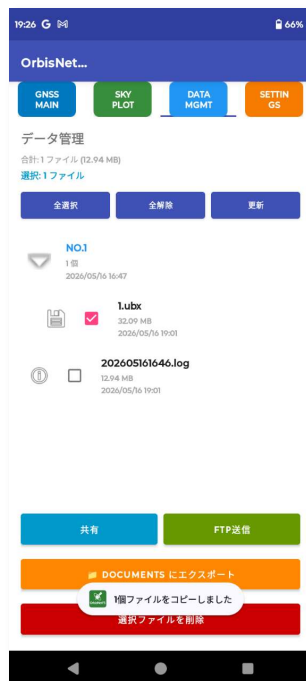 19:26 G 66%
OrbisNet...
GNSS MAIN
SKY PLOT
DATA MGMT
SETTIN GS
データ管理
合計:1 ファイル (12.94 MB)
選択: 1 ファイル
全選択 全解除 更新
NO.1
1 個
2026/05/16 16:47
1.ubx
32.09 MB
2026/05/16 19:01
202605161646.log
12.94 MB
2026/05/16 19:01
共有 FTP送信
DOCUMENTS にエクスポート
1個ファイルをコピーしました
選択ファイルを削除